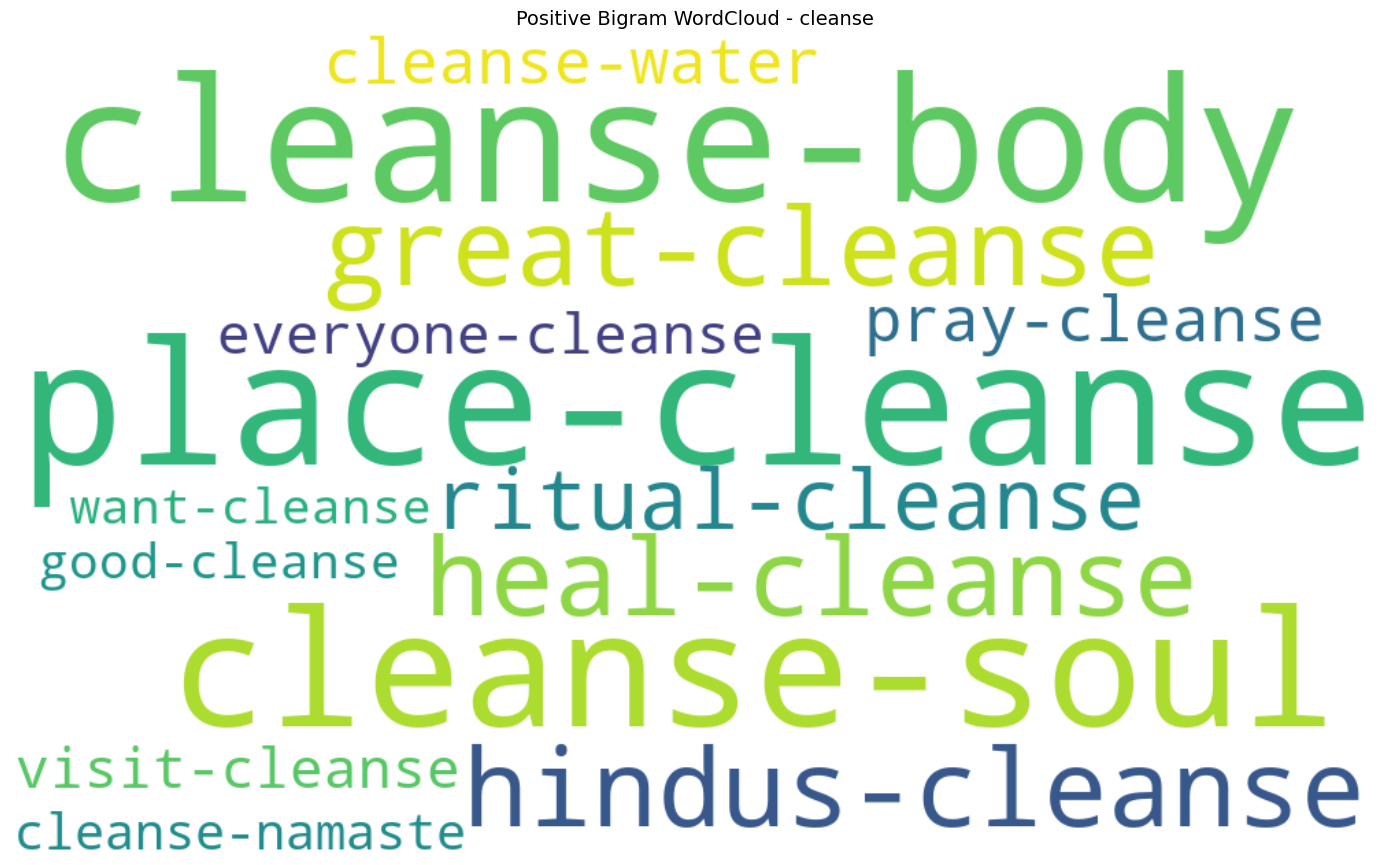 Positive Bigram WordCloud - cleanse
cleanse-water
cleanse-body
great-cleanse
everyone-cleanse
pray-cleanse
place-cleanse
want-cleanse
ritual-cleanse
good-cleanse
heal-cleanse
cleanse-soul
visit-cleanse
hindus-cleanse
cleanse-namaste